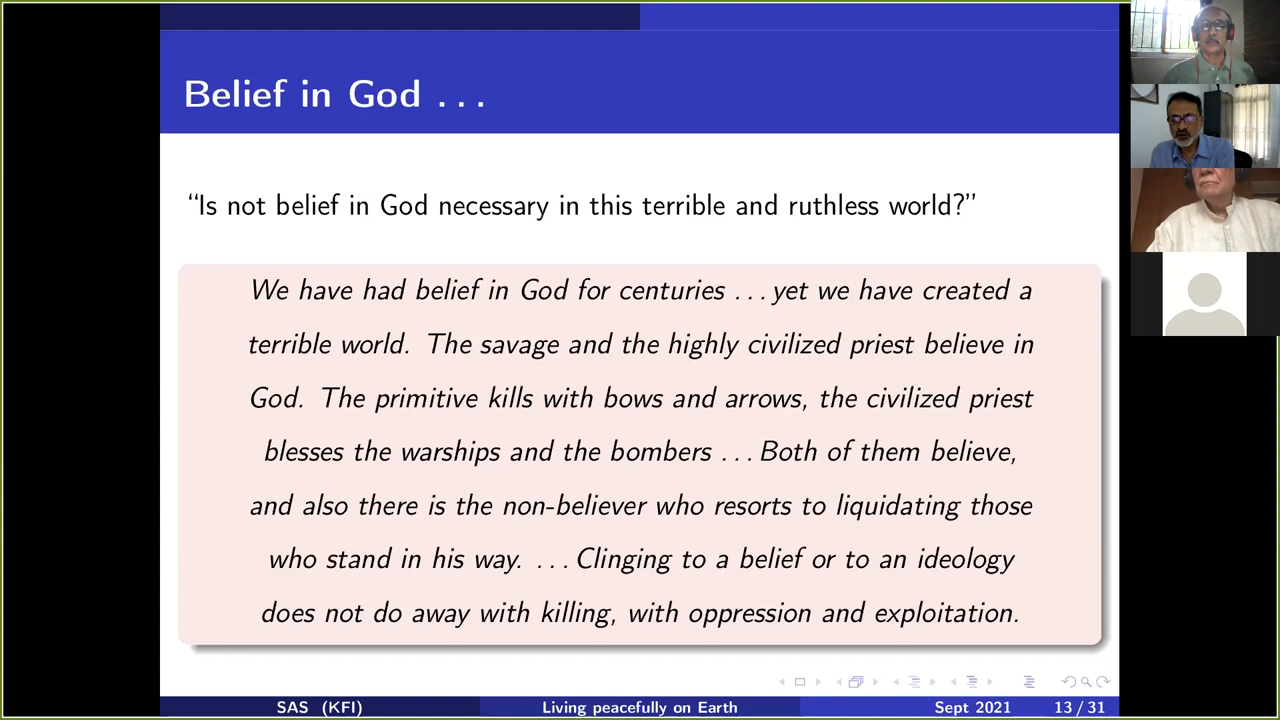 Belief in God . . .
“Is not belief in God necessary in this terrible and ruthless world?”
We have had belief in God for centuries . . . yet we have created a
terrible world. The savage and the highly civilized priest believe in
God. The primitive kills with bows and arrows, the civilized priest
blesses the warships and the bombers . . . Both of them believe,
and also there is the non-believer who resorts to liquidating those
who stand in his way. . . . Clinging to a belief or to an ideology
does not do away with killing, with oppression and exploitation.
SAS (KFI) Living peacefully on Earth Sept 2021 13 / 31